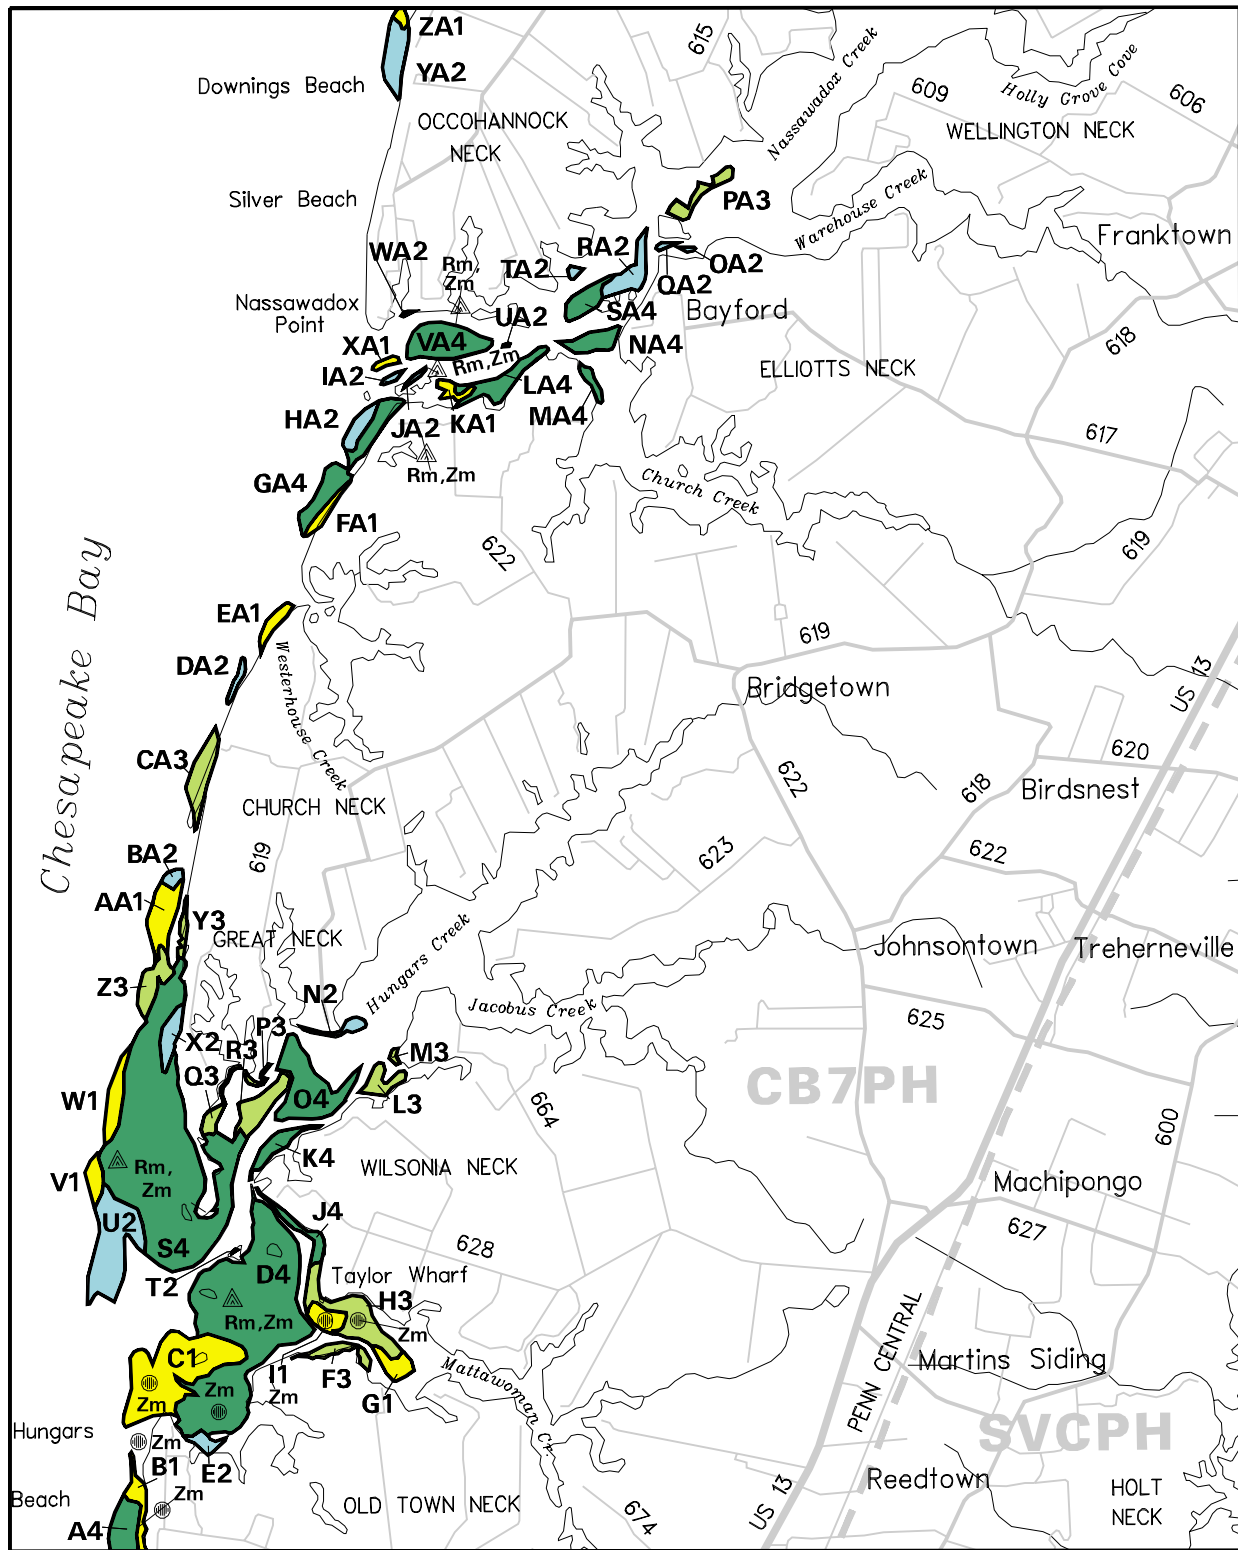 ZA1
YA2
Downings Beach
OCCOHANNOCK
NECK
615
Nassawadox Creek
609
Holly Grove Cove
606
WELLINGTON NECK
Silver Beach
PA3
Warehouse Creek
Franktown
WA2
Rm,
Zm
TA2
RA2
OA2
QA2
Nassawadox
Point
UA2
SA4
Bayford
XA1
VA4
NA4
618
IA2
Rm,Zm
LA4
ELLIOTTS NECK
HA2
JA2
KA1
MA4
617
Rm,Zm
GA4
Church Creek
FA1
622
619
Chesapeake Bay
EA1
619
Westerhouse Creek
DA2
Bridgetown
US 13
CA3
620
622
618
Birdsnest
CHURCH NECK
619
623
622
BA2
AA1
Y3
GREAT NECK
Hungars Creek
Johnsontown
Treherneville
Z3
N2
Jacobus Creek
625
X2
R3
P3
M3
Q3
W1
O4
L3
CB7PH
664
600
K4
WILSONIA NECK
Rm,
Zm
V1
Machipongo
U2
J4
627
S4
628
T2
D4
Taylor Wharf
H3
Rm,Zm
Zm
PENN CENTRAL
C1
I1
F3
Mattawoman Cr
Martins Siding
Zm
Zm
Zm
G1
Hungars
Zm
SVCPH
B1
E2
Zm
Reedtown
Beach
OLD TOWN NECK
HOLT
NECK
A4
674
US 13